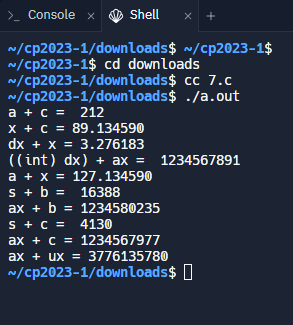 Console Shell
~/cp2023-1/downloads$ ~/cp2023-1$
~/cp2023-1$ cd downloads
~/cp2023-1/downloads$ cc 7.c
~/cp2023-1/downloads$ ./a.out
a + c =  212
x + c = 89.134590
dx + x = 3.276183
((int) dx) + ax =  1234567891
a + x = 127.134590
s + b =  16388
ax + b = 1234580235
s + c =  4130
ax + c = 1234567977
ax + ux = 3776135780
~/cp2023-1/downloads$